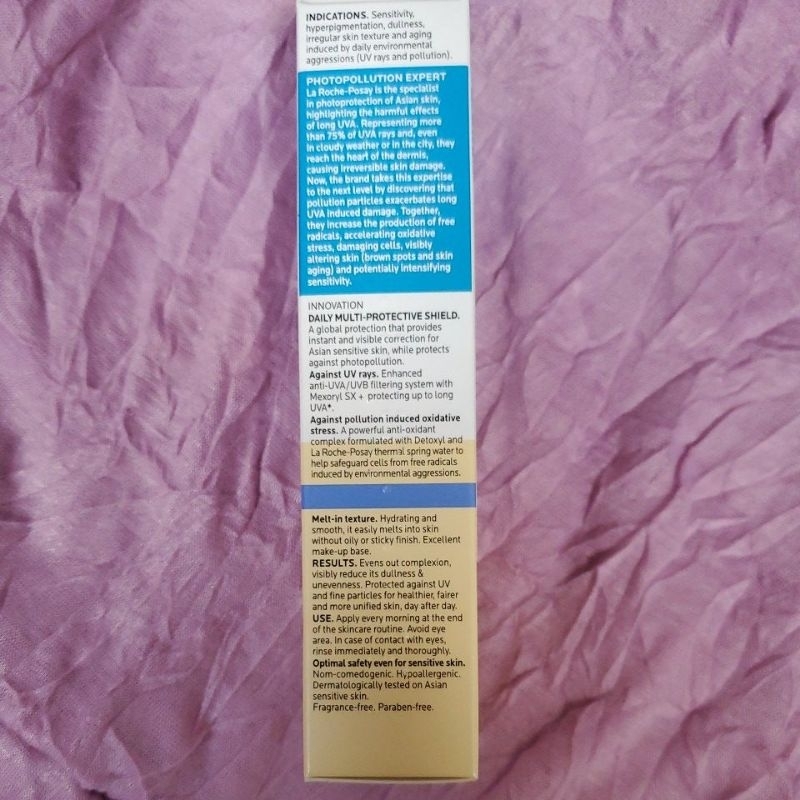 INDICATIONS. Sensitivity,
hyperpigmentation, dullness,
irregular skin texture and aging
induced by daily environmental
aggressions (UV rays and pollution).
PHOTOPOLLUTION EXPERT
La Roche-Posay is the specialist
in photoprotection of Asian skin,
highlighting the harmful effects
of long UVA. Representing more
than 75% of UVA rays and, even
in cloudy weather or in the city, they
reach the heart of the dermis,
causing irreversible skin damage.
Now, the brand takes this expertise
to the next level by discovering that
pollution particles exacerbates long
UVA induced damage. Together,
they increase the production of free
radicals, accelerating oxidative
stress, damaging cells, visibly
altering skin (brown spots and skin
aging) and potentially intensifying
sensitivity.
INNOVATION
DAILY MULTI-PROTECTIVE SHIELD.
A global protection that provides
instant and visible correction for
Asian sensitive skin, while protects
against photopollution.
Against UV rays. Enhanced
anti-UVA/UVB filtering system with
Mexoryl SX+ protecting up to long
UVA*.
Against pollution induced oxidative
stress. A powerful anti-oxidant
complex formulated with Detoxyl and
La Roche-Posay thermal spring water to
help safeguard cells from free radicals
induced by environmental aggressions.
Melt-in texture. Hydrating and
smooth, it easily melts into skin
without oily or sticky finish. Excellent
make-up base.
RESULTS. Evens out complexion,
visibly reduce its dullness &
unevenness. Protected against UV
and fine particles for healthier, fairer
and more unified skin, day after day.
USE. Apply every morning at the end
of the skincare routine. Avoid eye
area. In case of contact with eyes,
rinse immediately and thoroughly.
Optimal safety even for sensitive skin.
Nom-comedogenic. Hypoallergenic.
Dermatologically tested on Asian
sensitive skin.
Fragrance-free. Paraben-free.